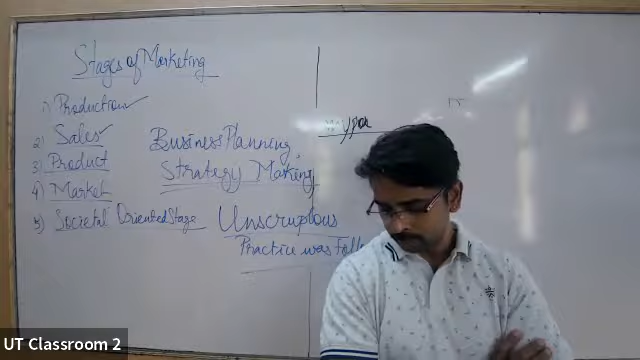 Stages of Marketing
1) Production
2) Sales
3) Product
4) Market
5) Societal Oriented Stage
Business Planning,
Strategy Making
Unscruplous
Practice was Foll
UT Classroom 2